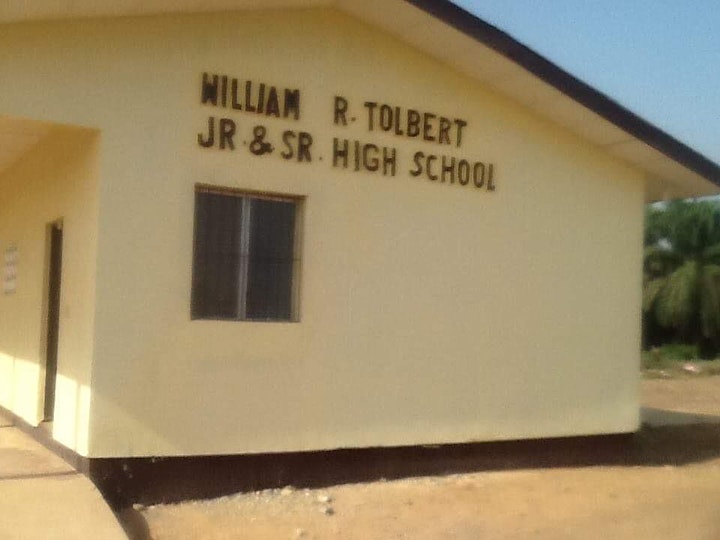 WILLIAM R. TOLBERT
JR. & SR. HIGH SCHOOL